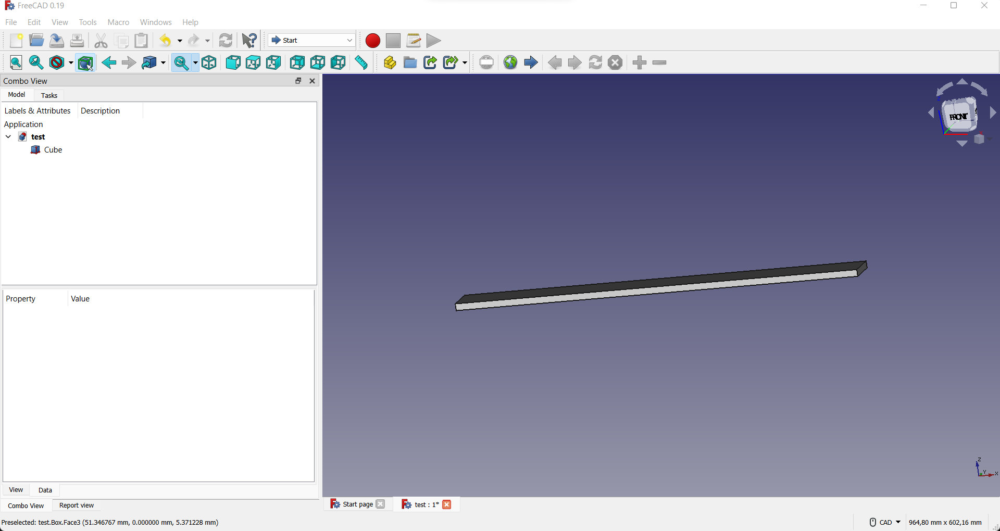 FreeCAD 0.19
File Edit View Tools Macro Windows Help
Start
Combo View
Model Tasks
Labels & Attributes Description
Application
test
Cube
Property Value
View Data
Combo View Report view
Z
FRONT
Z
Y
X
Start page test : 1*
Preselected: test.Box.Face3 (51.346767 mm, 0.000000 mm, 5.371228 mm)
CAD 964,80 mm x 602,16 mm